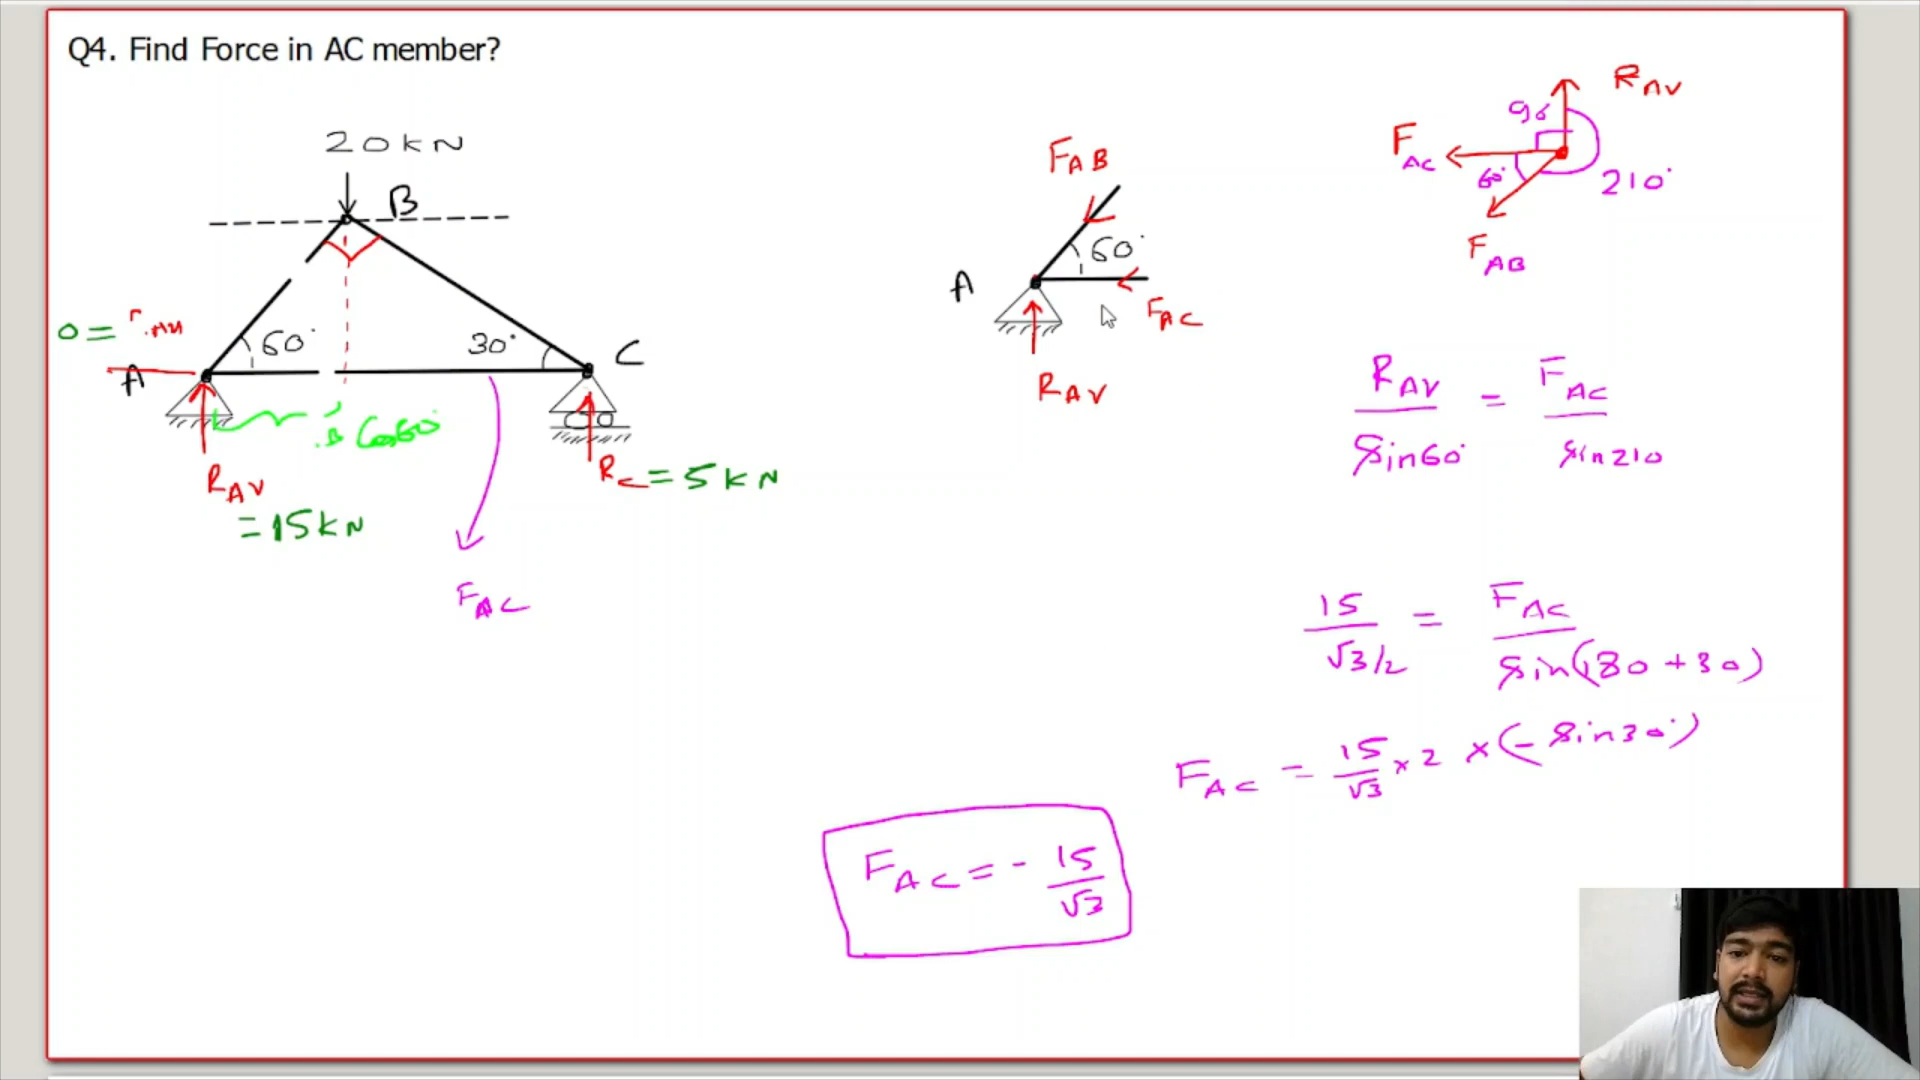 Q4. Find Force in AC member?
20KN
B
60°
30°
A
C
0 =
Cos60°
RAV
= 15KN
RC = 5KN
FAC
FAB
60°
A
FAC
RAV
RAV
90
FAC
60°
210°
FAB
RAV / Sin60° = FAC / Sin210
15 / √3/2 = FAC / Sin(180+30)
FAC = 15/√3 × 2 × (- Sin30°)
FAC = - 15/√3